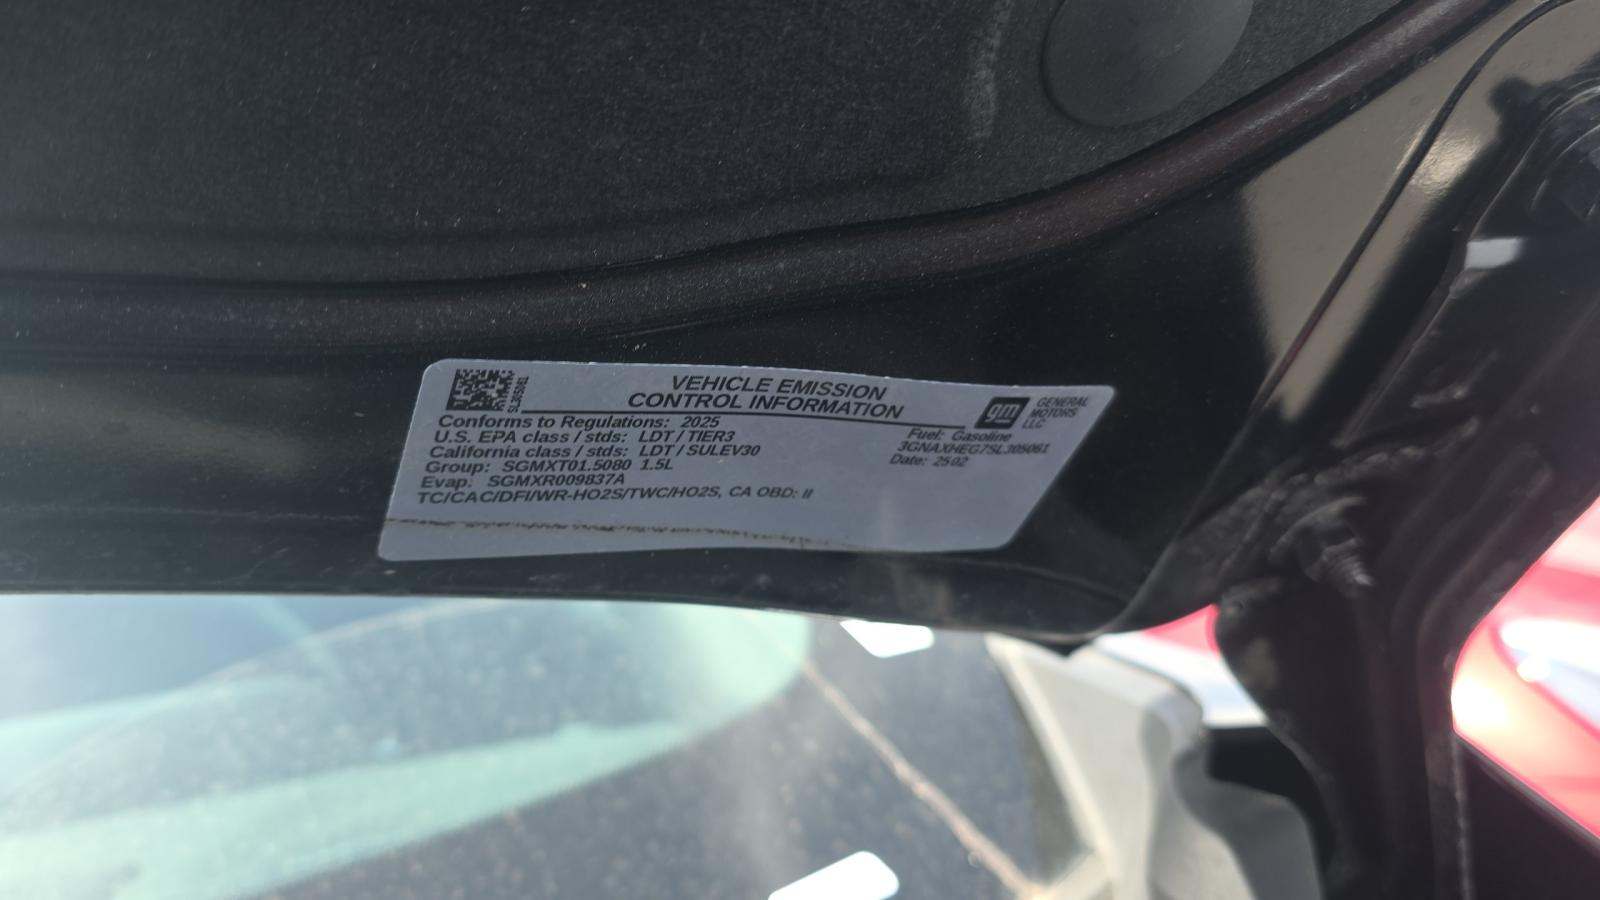 VEHICLE EMISSION
CONTROL INFORMATION
gm GENERAL
MOTORS
LLC
Conforms to Regulations: 2025
U.S. EPA class / stds: LDT / TIER3
California class / stds: LDT / SULEV30
Group: SGMXT01.5080 1.5L
Evap: SGMXR009837A
TC/CAC/DFI/WR-HO2S/TWC/HO2S, CA OBD: II
Fuel: Gasoline
3GNAXHEG7SL305061
Date: 2502